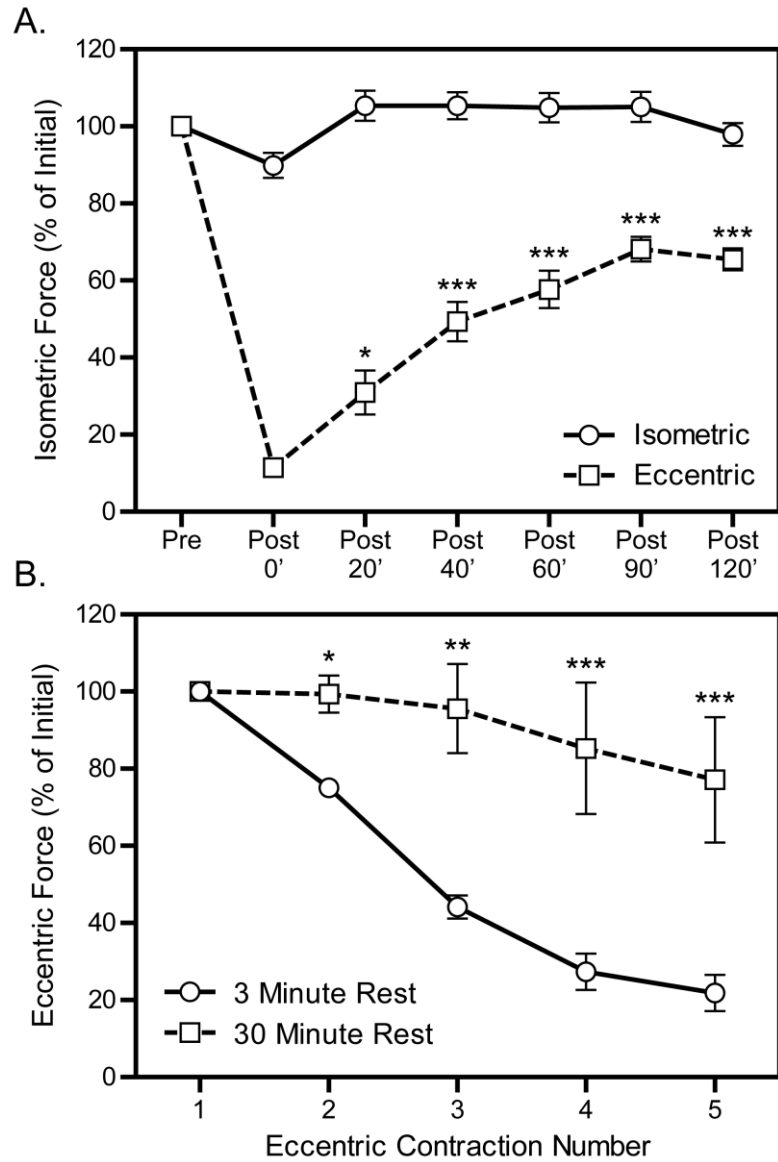 A.
Isometric Force (% of Initial)
120
100
80
60
40
20
0
*
***
***
***
***
Isometric
Eccentric
Pre
Post
0’
Post
20’
Post
40’
Post
60’
Post
90’
Post
120’
B.
Eccentric Force (% of Initial)
120
100
80
60
40
20
0
*
**
***
***
3 Minute Rest
30 Minute Rest
1
2
3
4
5
Eccentric Contraction Number